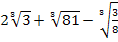 2∛3 + ∛81 − ∛(3/8)